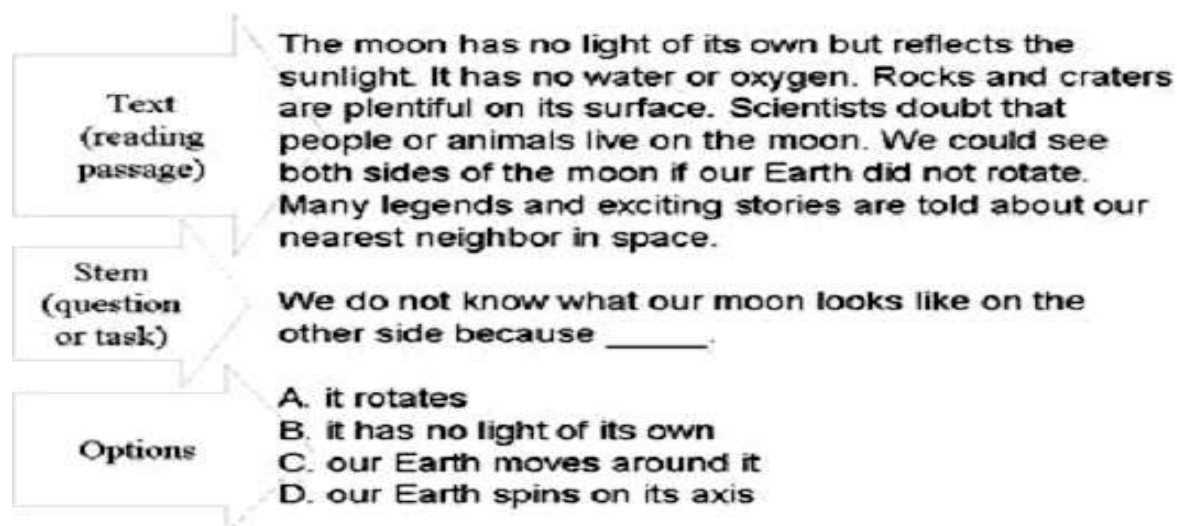 Text
(reading
passage)
The moon has no light of its own but reflects the
sunlight. It has no water or oxygen. Rocks and craters
are plentiful on its surface. Scientists doubt that
people or animals live on the moon. We could see
both sides of the moon if our Earth did not rotate.
Many legends and exciting stories are told about our
nearest neighbor in space.
Stem
(question
or task)
We do not know what our moon looks like on the
other side because _____.
Options
A. it rotates
B. it has no light of its own
C. our Earth moves around it
D. our Earth spins on its axis